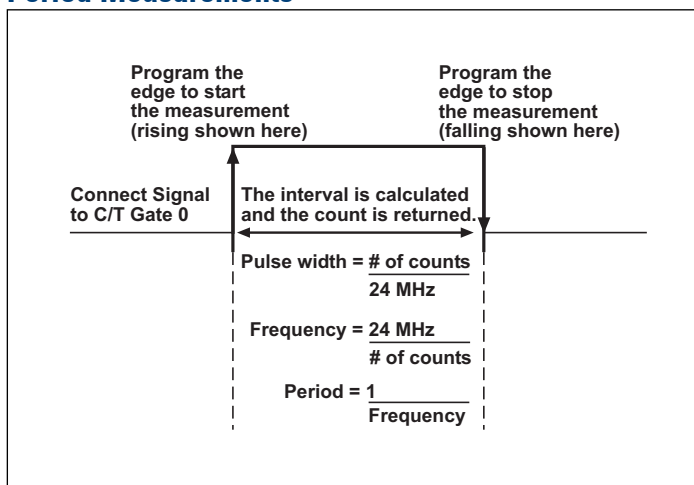 Period Measurements
Program the
edge to start
the measurement
(rising shown here)
Program the
edge to stop
the measurement
(falling shown here)
Connect Signal
to C/T Gate 0
The interval is calculated
and the count is returned.
Pulse width = # of counts
24 MHz
Frequency = 24 MHz
# of counts
Period = 1
Frequency